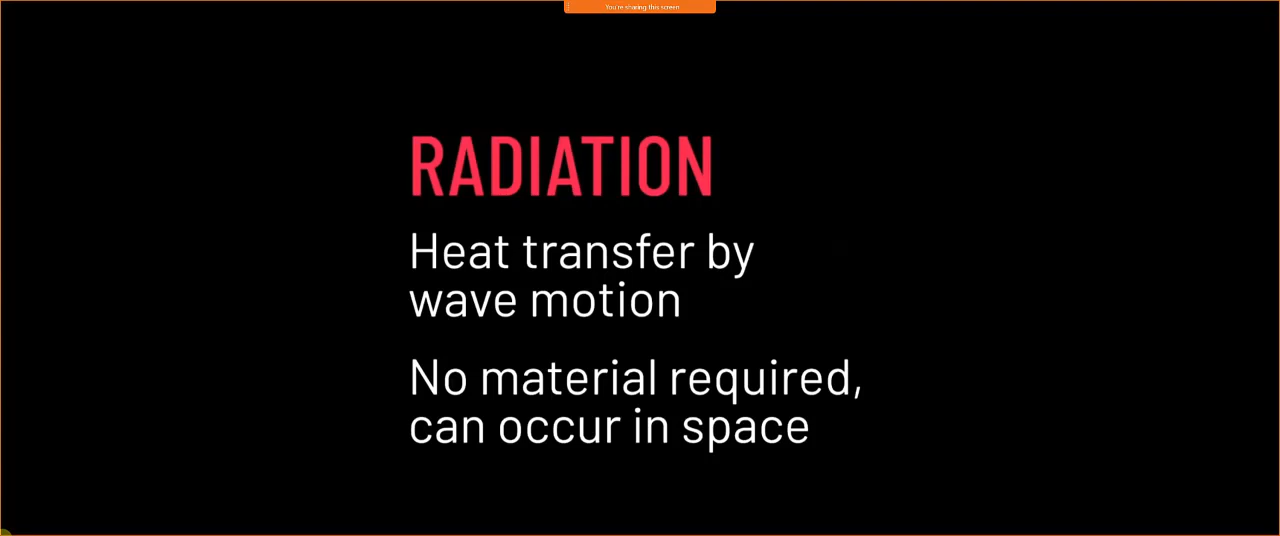 You're sharing this screen
RADIATION
Heat transfer by
wave motion
No material required,
can occur in space